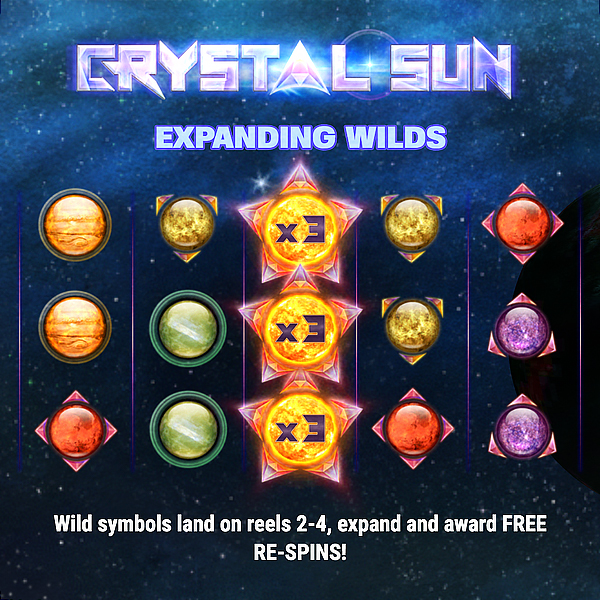 CRYSTAL SUN
EXPANDING WILDS
x3
x3
x3
Wild symbols land on reels 2-4, expand and award FREE
RE-SPINS!